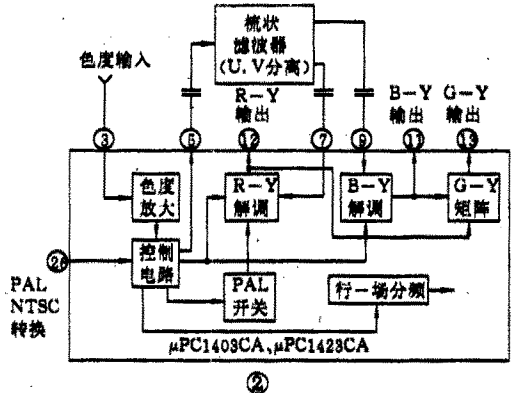 梳状
滤波器
(U.V分离)
色度输入
R-Y
输出
B-Y
输出
G-Y
输出
③
⑫
⑦
⑨
⑪
⑬
色度
放大
R-Y
解调
B-Y
解调
G-Y
矩阵
控制
电路
PAL
NTSC
转换
PAL
开关
行一场分频
μPC1403CA、μPC1423CA
②